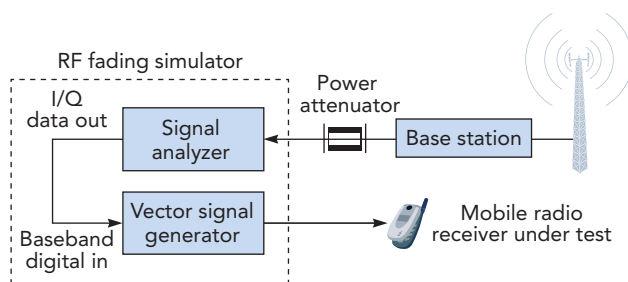 RF fading simulator
I/Q
data out
Signal
analyzer
Power
attenuator
Base station
Vector signal
generator
Baseband
digital in
Mobile radio
receiver under test